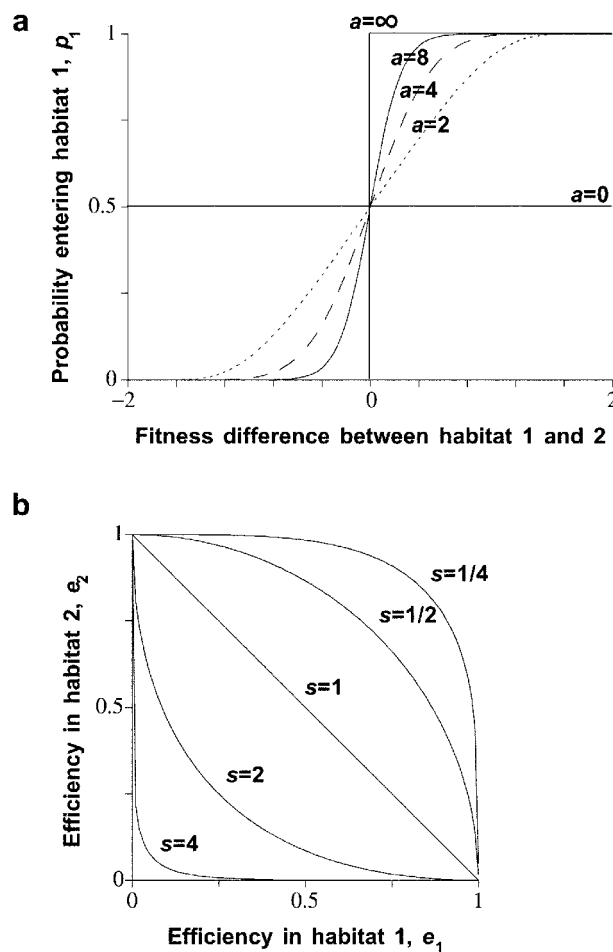 a
Probability entering habitat 1, p₁
1
0.5
0
a=∞
a=8
a=4
a=2
a=0
−2
0
2
Fitness difference between habitat 1 and 2
b
Efficiency in habitat 2, e₂
1
0.5
0
s=1/4
s=1/2
s=1
s=2
s=4
0
0.5
1
Efficiency in habitat 1, e₁